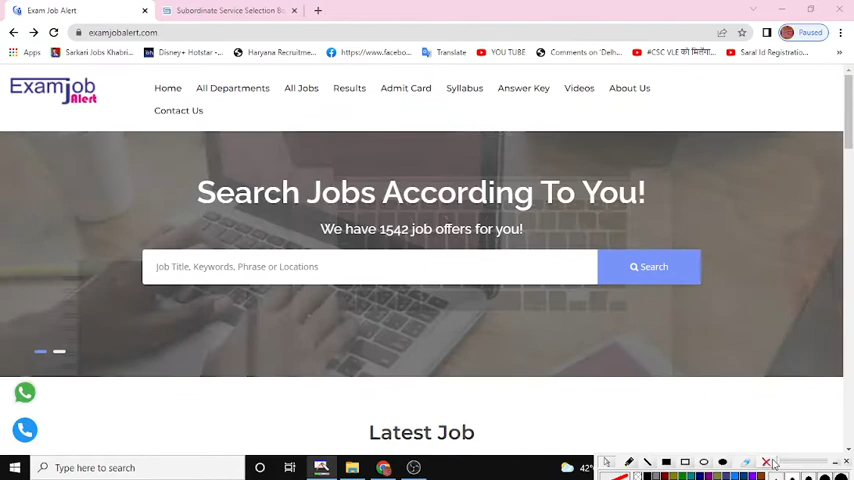 Exam Job Alert
Subordinate Service Selection Bo
examjobalert.com
Paused
Apps
Sarkari Jobs Khabri...
Disney+ Hotstar -...
Haryana Recruitme...
https://www.facebo...
Translate
YOU TUBE
Comments on 'Delh...
#CSC VLE को मिलेंगा...
Saral Id Registratio...
Examjob
Alert
Home
All Departments
All Jobs
Results
Admit Card
Syllabus
Answer Key
Videos
About Us
Contact Us
Search Jobs According To You!
We have 1542 job offers for you!
Job Title, Keywords, Phrase or Locations
Search
Latest Job
Type here to search
42°